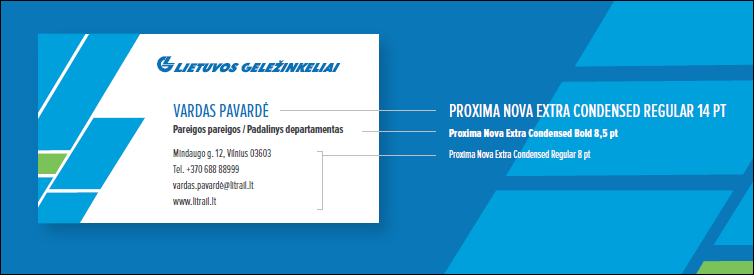 LIETUVOS GELEŽINKELIAI
VARDAS PAVARDĖ
Pareigos pareigos / Padalinys departamentas
Mindaugo g. 12, Vilnius 03603
Tel. +370 688 88999
vardas.pavardė@litrail.lt
www.litrail.lt
PROXIMA NOVA EXTRA CONDENSED REGULAR 14 PT
Proxima Nova Extra Condensed Bold 8,5 pt
Proxima Nova Extra Condensed Regular 8 pt